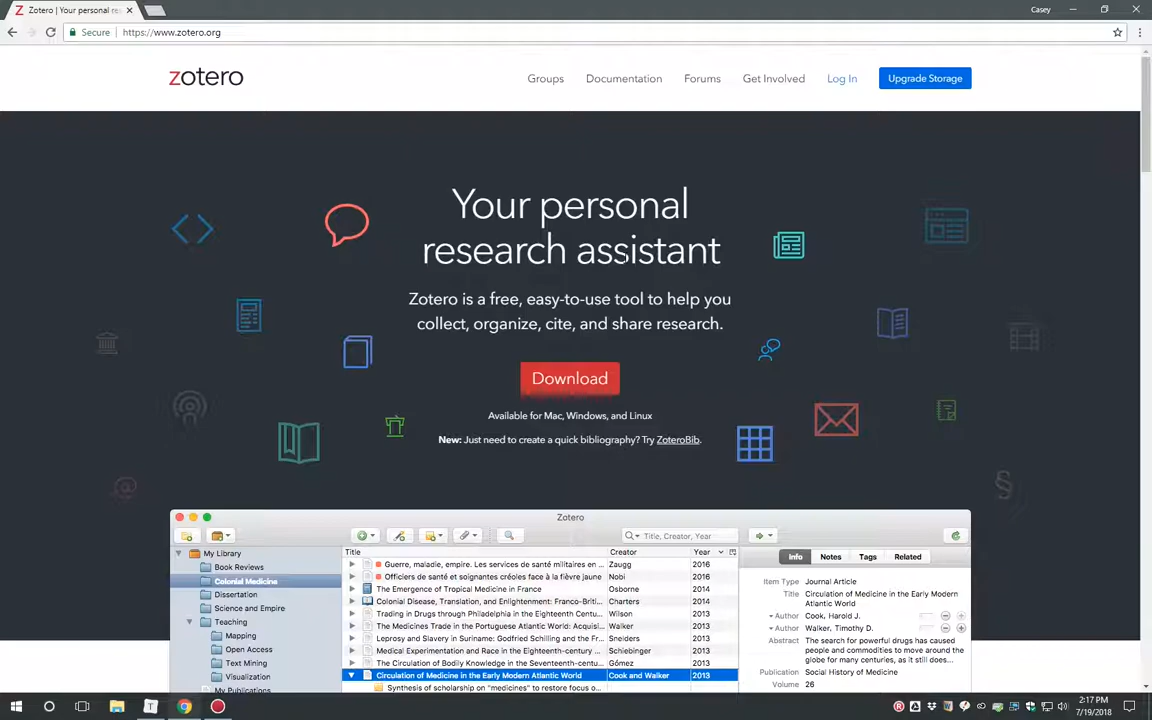 Zotero | Your personal res
Casey
Secure
https://www.zotero.org
zotero
Groups
Documentation
Forums
Get Involved
Log In
Upgrade Storage
Your personal
research assistant
Zotero is a free, easy-to-use tool to help you
collect, organize, cite, and share research.
Download
Available for Mac, Windows, and Linux
New: Just need to create a quick bibliography? Try ZoteroBib.
Zotero
Title, Creator, Year
My Library
Book Reviews
Colonial Medicine
Dissertation
Science and Empire
Teaching
Mapping
Open Access
Text Mining
Visualization
My Publications
Title Creator Year
Guerre, maladie, empire. Les services de santé militaires en ... Zaugg 2016
Officiers de santé et soignantes créoles face à la fièvre jaune Nobi 2016
The Emergence of Tropical Medicine in France Osborne 2014
Colonial Disease, Translation, and Enlightenment: Franco-Briti... Charters 2014
Trading in Drugs through Philadelphia in the Eighteenth Centu... Wilson 2013
The Medicines Trade in the Portuguese Atlantic World: Acquisi... Walker 2013
Leprosy and Slavery in Suriname: Godfried Schilling and the Fr... Sneiders 2013
Medical Experimentation and Race in the Eighteenth-century... Schiebinger 2013
The Circulation of Bodily Knowledge in the Seventeenth-centu... Gómez 2013
Circulation of Medicine in the Early Modern Atlantic World Cook and Walker 2013
Synthesis of scholarship on "medicines" to restore focus o...
Info
Notes
Tags
Related
Item Type Journal Article
Title Circulation of Medicine in the Early Modern
Atlantic World
Author Cook, Harold J.
Author Walker, Timothy D.
Abstract The search for powerful drugs has caused
people and commodities to move around the
globe for many centuries, as it still does...
Publication Social History of Medicine
Volume 26
2:17 PM
7/19/2018